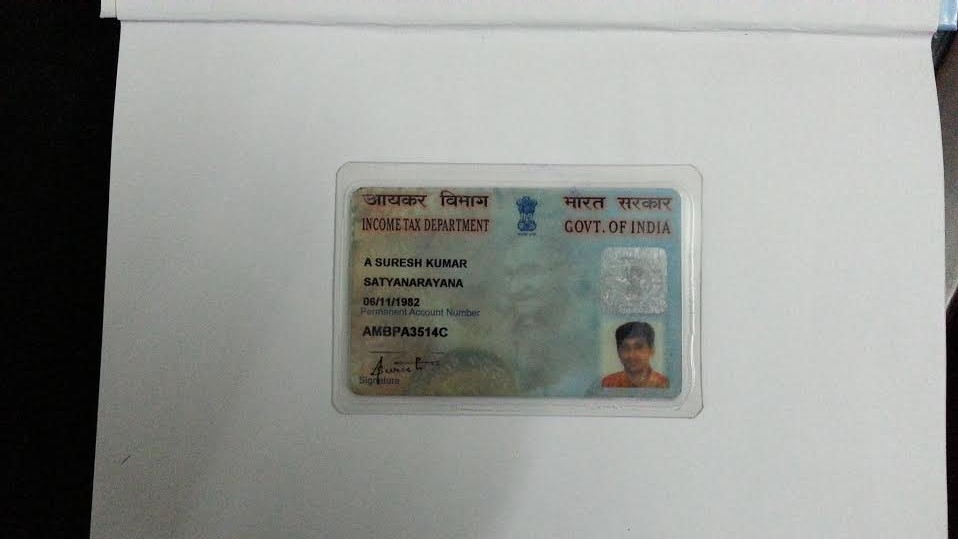 आयकर विभाग
INCOME TAX DEPARTMENT
भारत सरकार
GOVT. OF INDIA
A SURESH KUMAR
SATYANARAYANA
06/11/1982
Permanent Account Number
AMBPA3514C
Signature